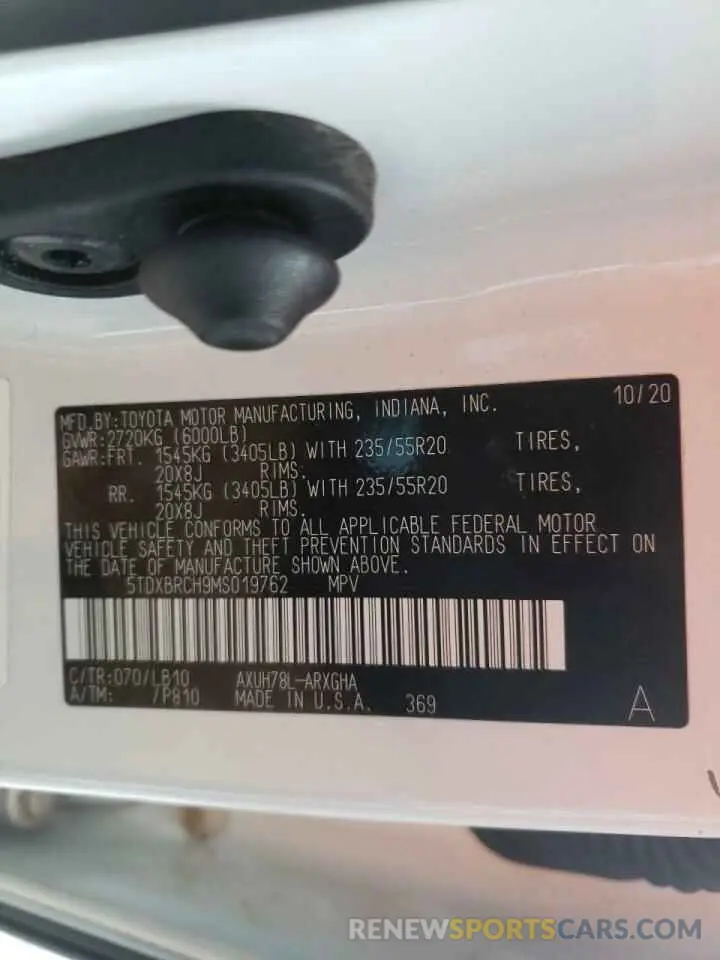 MFD.BY:TOYOTA MOTOR MANUFACTURING, INDIANA, INC. 10/20
GVWR:2720KG (6000LB)
GAWR:FRT. 1545KG (3405LB) WITH 235/55R20 TIRES,
20X8J RIMS.
RR. 1545KG (3405LB) WITH 235/55R20 TIRES,
20X8J RIMS.
THIS VEHICLE CONFORMS TO ALL APPLICABLE FEDERAL MOTOR
VEHICLE SAFETY AND THEFT PREVENTION STANDARDS IN EFFECT ON
THE DATE OF MANUFACTURE SHOWN ABOVE.
5TDXBRCH9MS019762 MPV
C/TR:070/LB10 AXUH78L-ARXGHA
A/TM: /P810 MADE IN U.S.A. 369 A
RENEWSPORTSCARS.COM